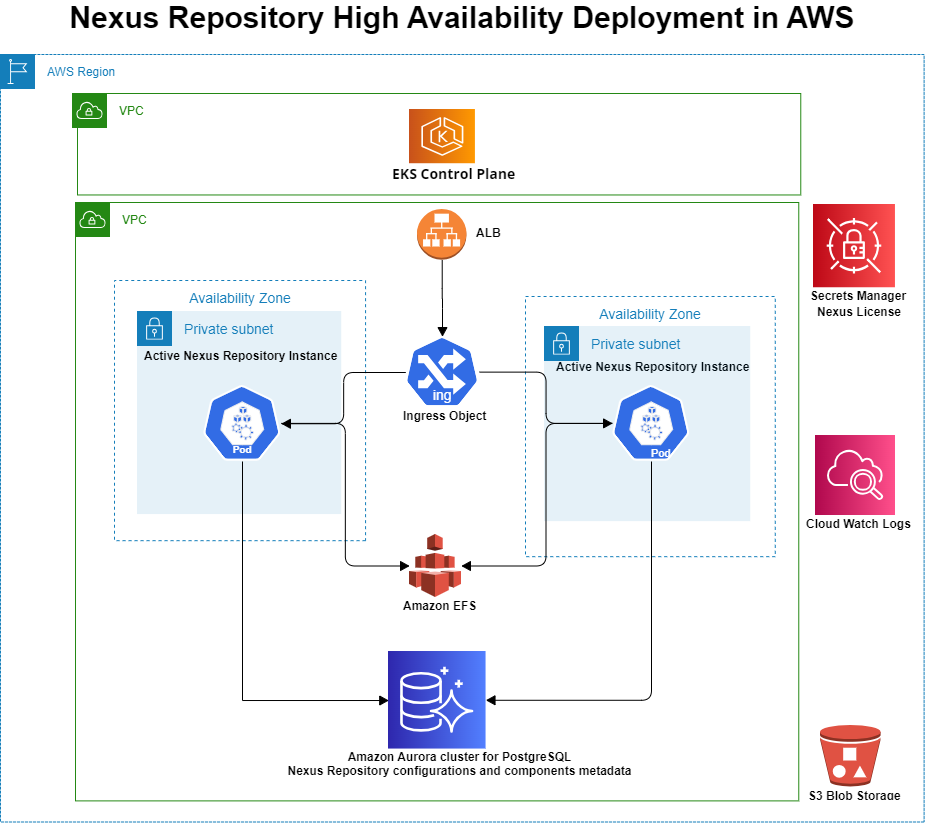 Nexus Repository High Availability Deployment in AWS
AWS Region
VPC
K
EKS Control Plane
VPC
ALB
Secrets Manager
Nexus License
Availability Zone
Private subnet
Active Nexus Repository Instance
Pod
ing
Ingress Object
Availability Zone
Private subnet
Active Nexus Repository Instance
Pod
Cloud Watch Logs
Amazon EFS
Amazon Aurora cluster for PostgreSQL
Nexus Repository configurations and components metadata
S3 Blob Storage